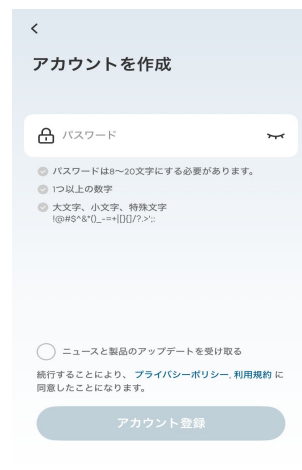 アカウントを作成
パスワード
パスワードは8〜20文字にする必要があります。
1つ以上の数字
大文字、小文字、特殊文字
!@#$^&*()_-=+|[}[]/?.>':;
ニュースと製品のアップデートを受け取る
続行することにより、 プライバシーポリシー, 利用規約 に
同意したことになります。
アカウント登録